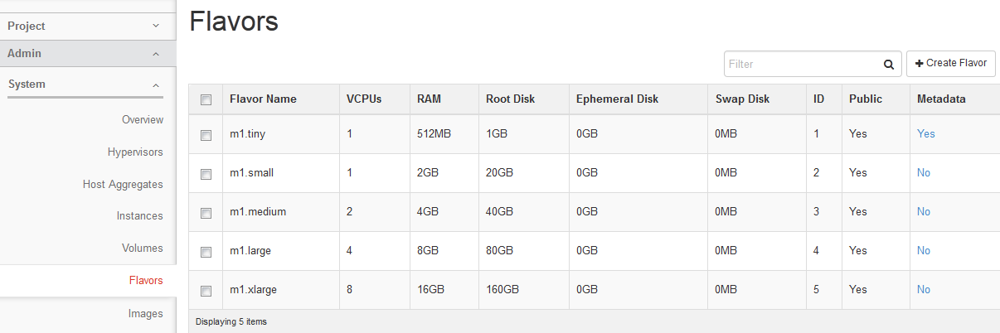 Project
Admin
System
Overview
Hypervisors
Host Aggregates
Instances
Volumes
Flavors
Images
Flavors
Filter
Create Flavor
Flavor Name VCPUs RAM Root Disk Ephemeral Disk Swap Disk ID Public Metadata
m1.tiny 1 512MB 1GB 0GB 0MB 1 Yes Yes
m1.small 1 2GB 20GB 0GB 0MB 2 Yes No
m1.medium 2 4GB 40GB 0GB 0MB 3 Yes No
m1.large 4 8GB 80GB 0GB 0MB 4 Yes No
m1.xlarge 8 16GB 160GB 0GB 0MB 5 Yes No
Displaying 5 items